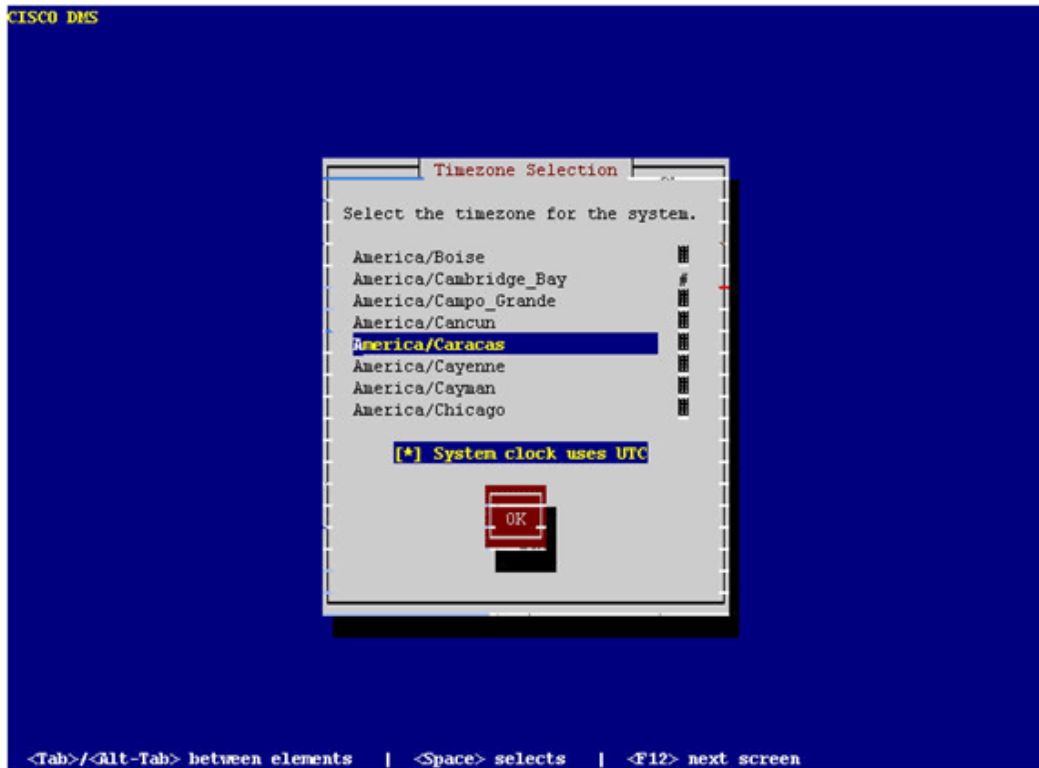 CISCO DMS
Timezone Selection
Select the timezone for the system.
America/Boise
America/Cambridge_Bay #
America/Campo_Grande
America/Cancun
America/Caracas
America/Cayenne
America/Cayman
America/Chicago
[*] System clock uses UTC
OK
<Tab>/<Alt-Tab> between elements | <Space> selects | <F12> next screen